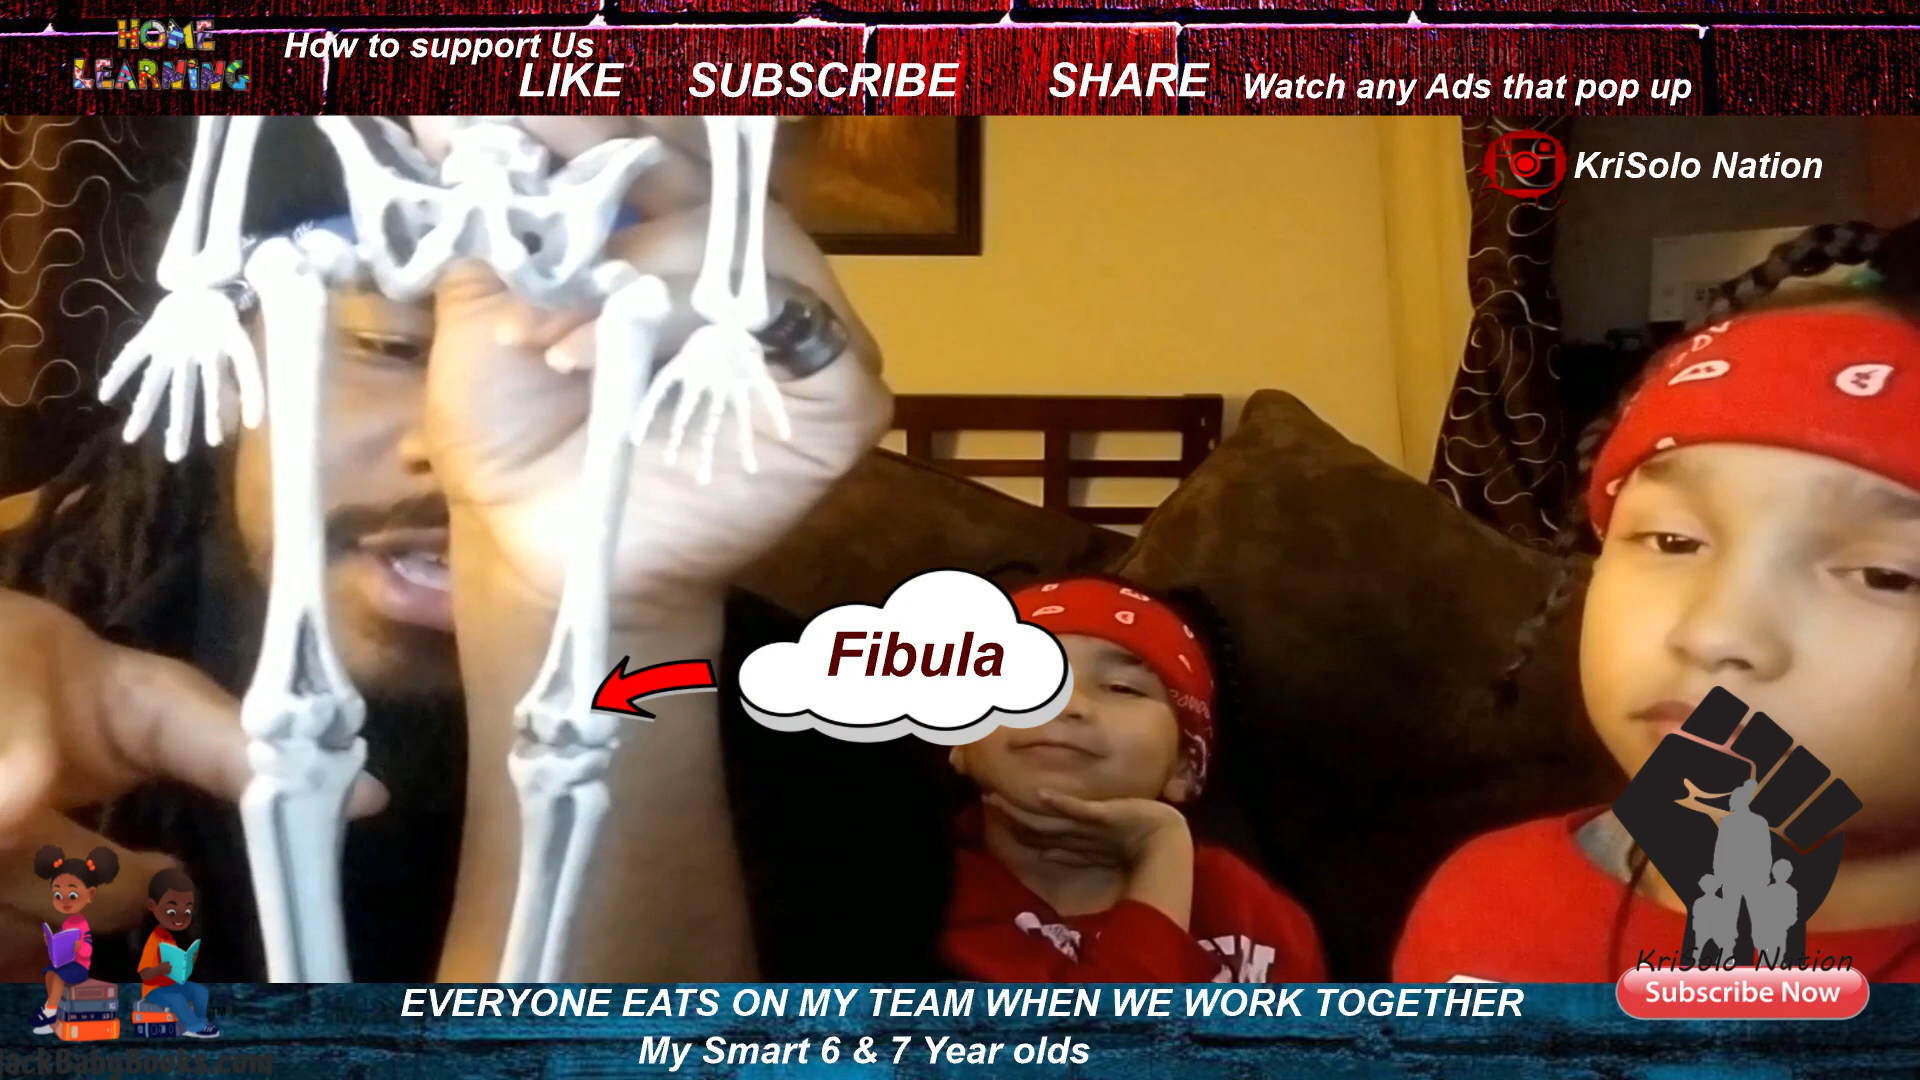 HOME
LEARNING
How to support Us
LIKE SUBSCRIBE SHARE Watch any Ads that pop up
KriSolo Nation
Fibula
KriSolo Nation
Subscribe Now
EVERYONE EATS ON MY TEAM WHEN WE WORK TOGETHER
My Smart 6 & 7 Year olds